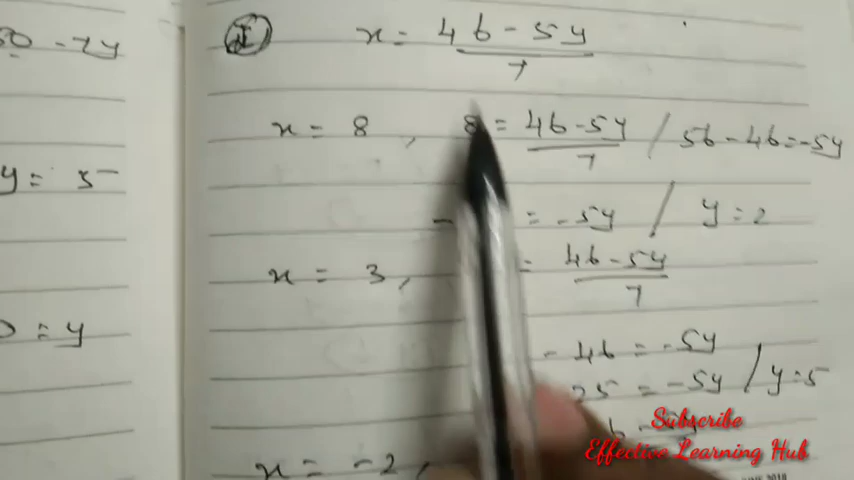 50 - 7y
I x = 46 - 5y
7
x = 8 , 8 = 46 - 5y / 56 - 46 = -5y
7
y = 5
= -5y / y = 2
x = 3 , = 46 - 5y
7
= y
- 46 = -5y
25 = -5y / y = 5
x = -2 ,
Subscribe
Effective Learning Hub